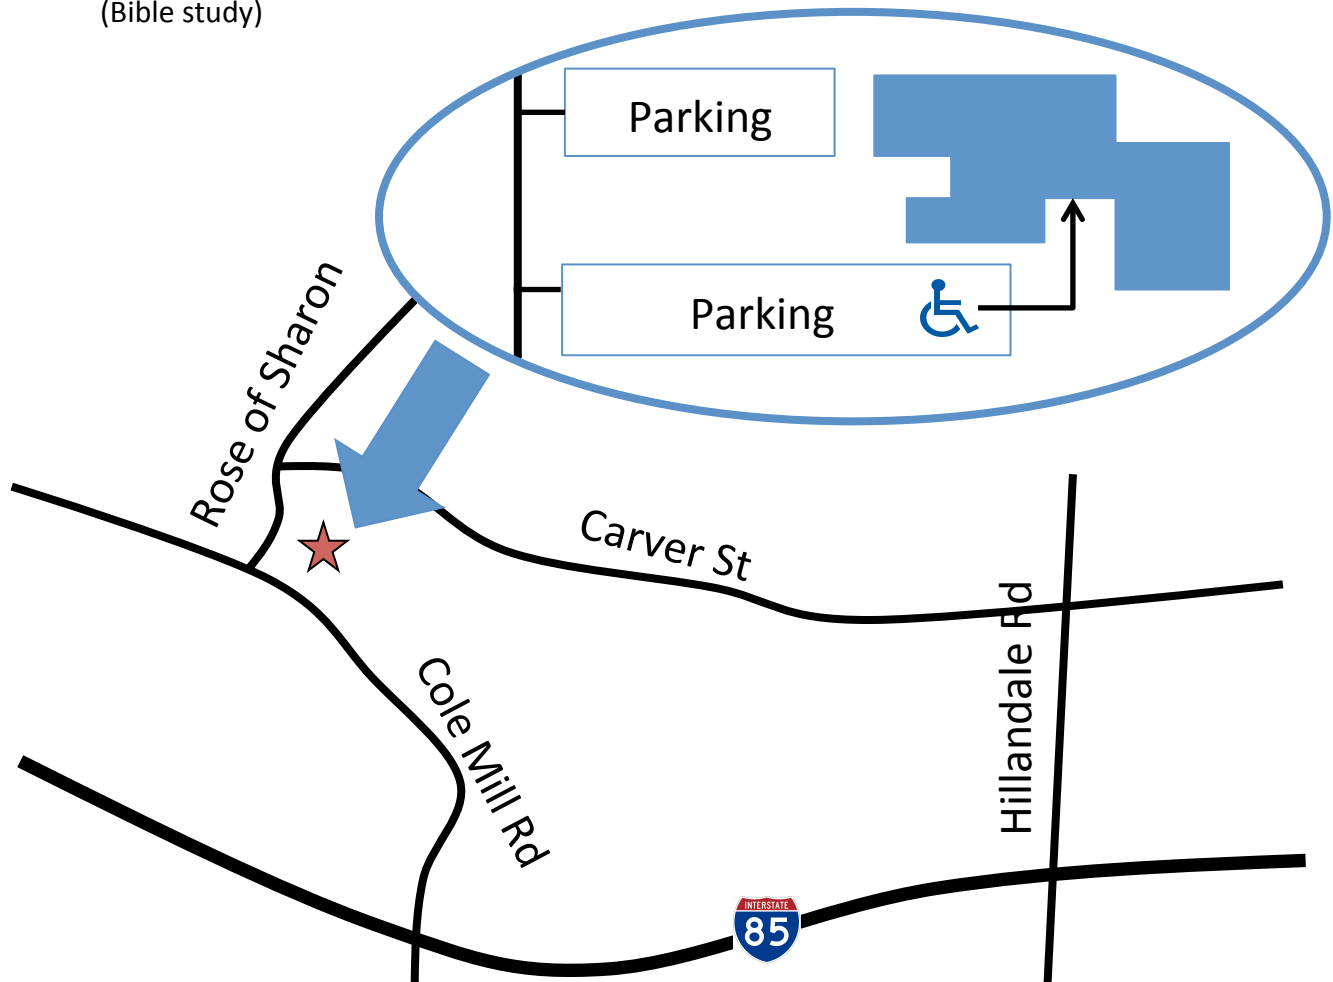 (Bible study)
Parking
Parking
Rose of Sharon
Carver St
Hillandale Rd
Cole Mill Rd
INTERSTATE
85